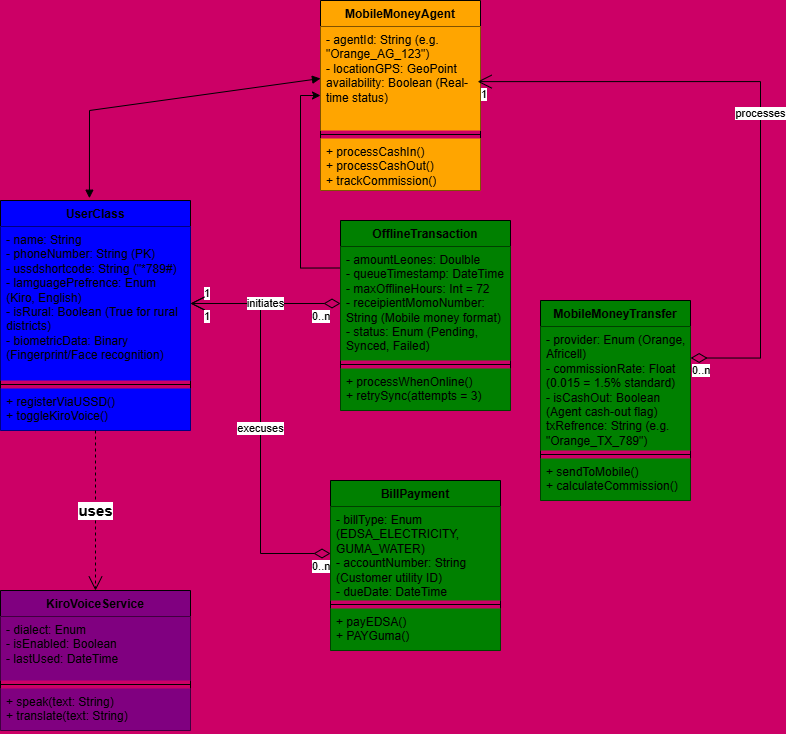 MobileMoneyAgent
- agentId: String (e.g.
"Orange_AG_123")
- locationGPS: GeoPoint
availability: Boolean (Real-
time status)
+ processCashIn()
+ processCashOut()
+ trackCommission()
1
processes
UserClass
- name: String
- phoneNumber: String (PK)
- ussdshortcode: String (**789#)
- lamguagePrefrence: Enum
(Kiro, English)
- isRural: Boolean (True for rural
districts)
- biometricData: Binary
(Fingerprint/Face recognition)
+ registerViaUSSD()
+ toggleKiroVoice()
1
1
initiates
0..n
OfflineTransaction
- amountLeones: Doulble
- queueTimestamp: DateTime
- maxOfflineHours: Int = 72
- receipientMomoNumber:
String (Mobile money format)
- status: Enum (Pending,
Synced, Failed)
+ processWhenOnline()
+ retrySync(attempts = 3)
MobileMoneyTransfer
- provider: Enum (Orange,
Africell)
- commissionRate: Float
(0.015 = 1.5% standard)
- isCashOut: Boolean
(Agent cash-out flag)
txRefrence: String (e.g.
"Orange_TX_789")
+ sendToMobile()
+ calculateCommission()
0..n
execuses
uses
BillPayment
- billType: Enum
(EDSA_ELECTRICITY,
GUMA_WATER)
- accountNumber: String
(Customer utility ID)
- dueDate: DateTime
+ payEDSA()
+ PAYGuma()
0..n
KiroVoiceService
- dialect: Enum
- isEnabled: Boolean
- lastUsed: DateTime
+ speak(text: String)
+ translate(text: String)